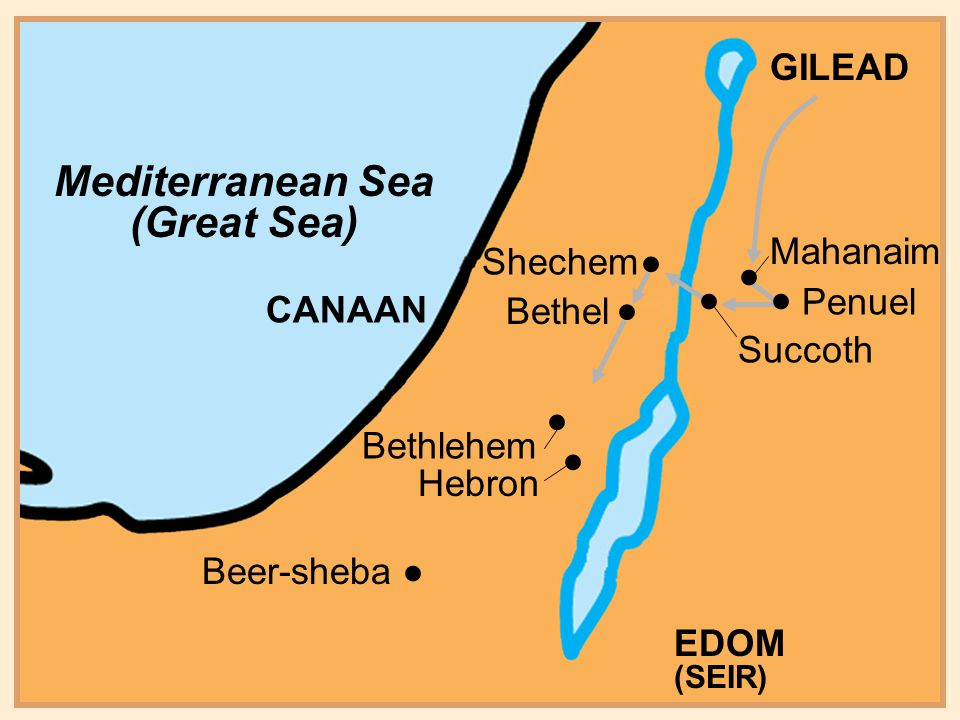 GILEAD
Mediterranean Sea
(Great Sea)
Mahanaim
Shechem
CANAAN
Bethel
Penuel
Succoth
Bethlehem
Hebron
Beer-sheba
EDOM
(SEIR)